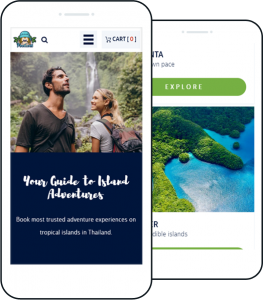 CART [ 0 ]
Your Guide to Island
Adventures
Book most trusted adventure experiences on
tropical islands in Thailand.
NTA
wn pace
EXPLORE
R
dible islands